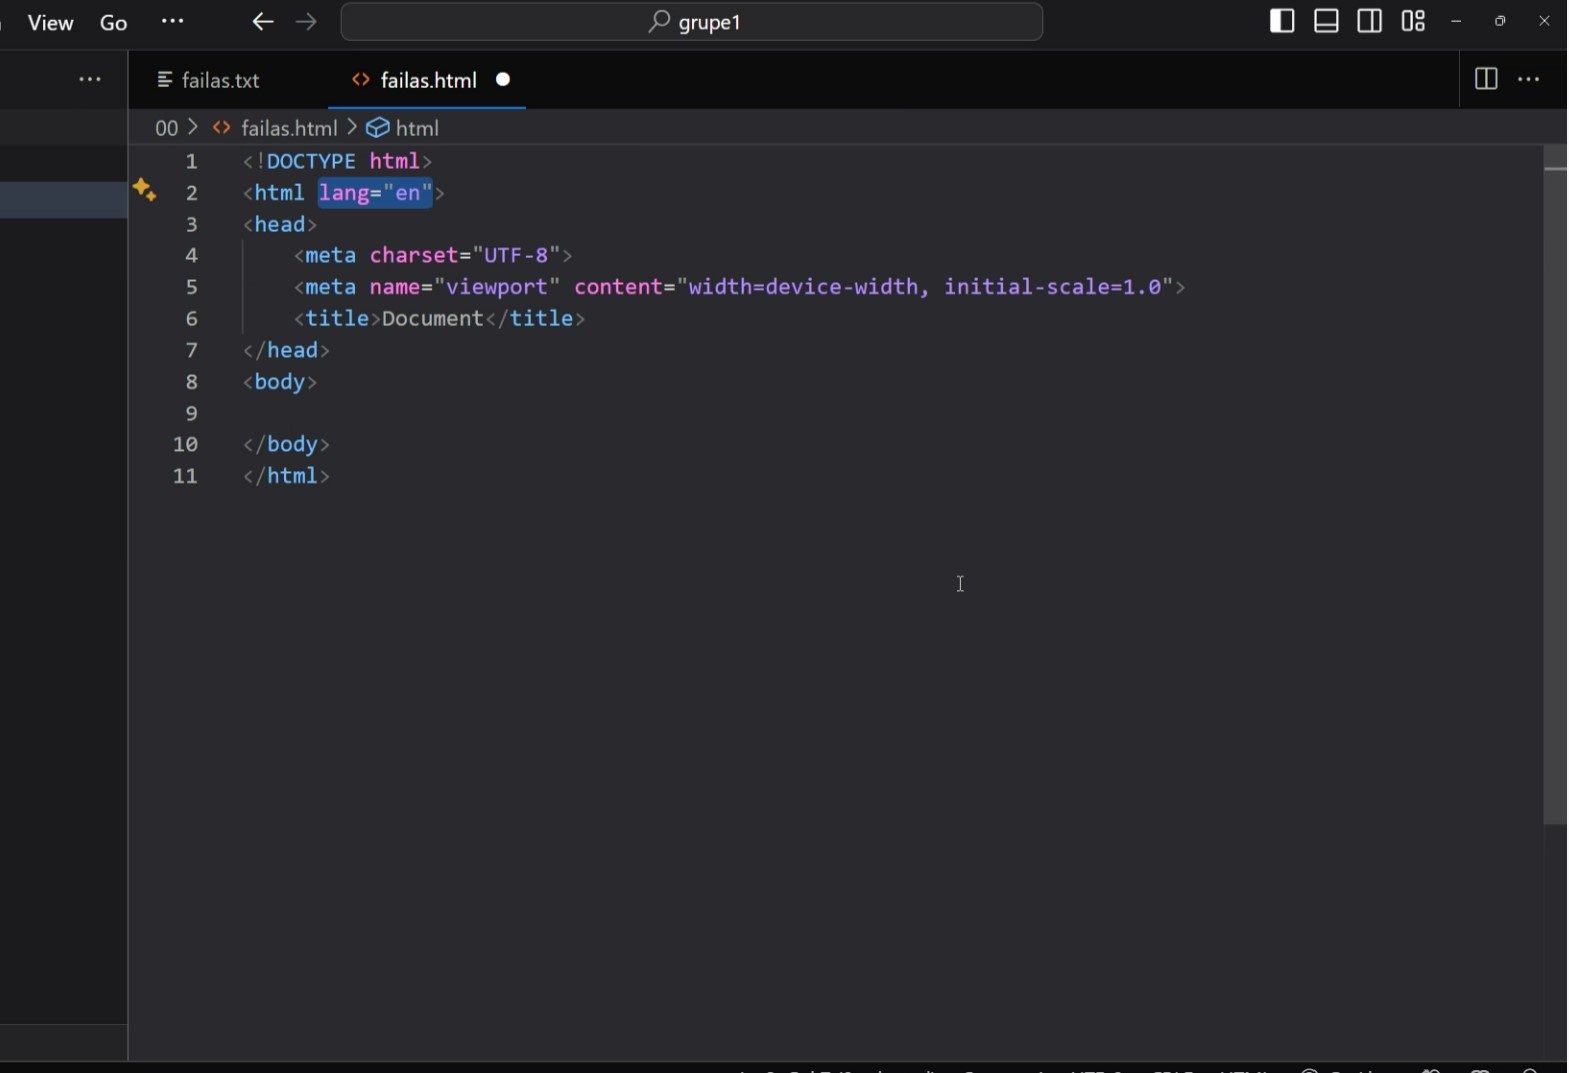 View Go ...
grupe1
...
failas.txt
failas.html
...
00 > failas.html > html
1 <!DOCTYPE html>
2 <html lang="en">
3 <head>
4 <meta charset="UTF-8">
5 <meta name="viewport" content="width=device-width, initial-scale=1.0">
6 <title>Document</title>
7 </head>
8 <body>
9
10 </body>
11 </html>